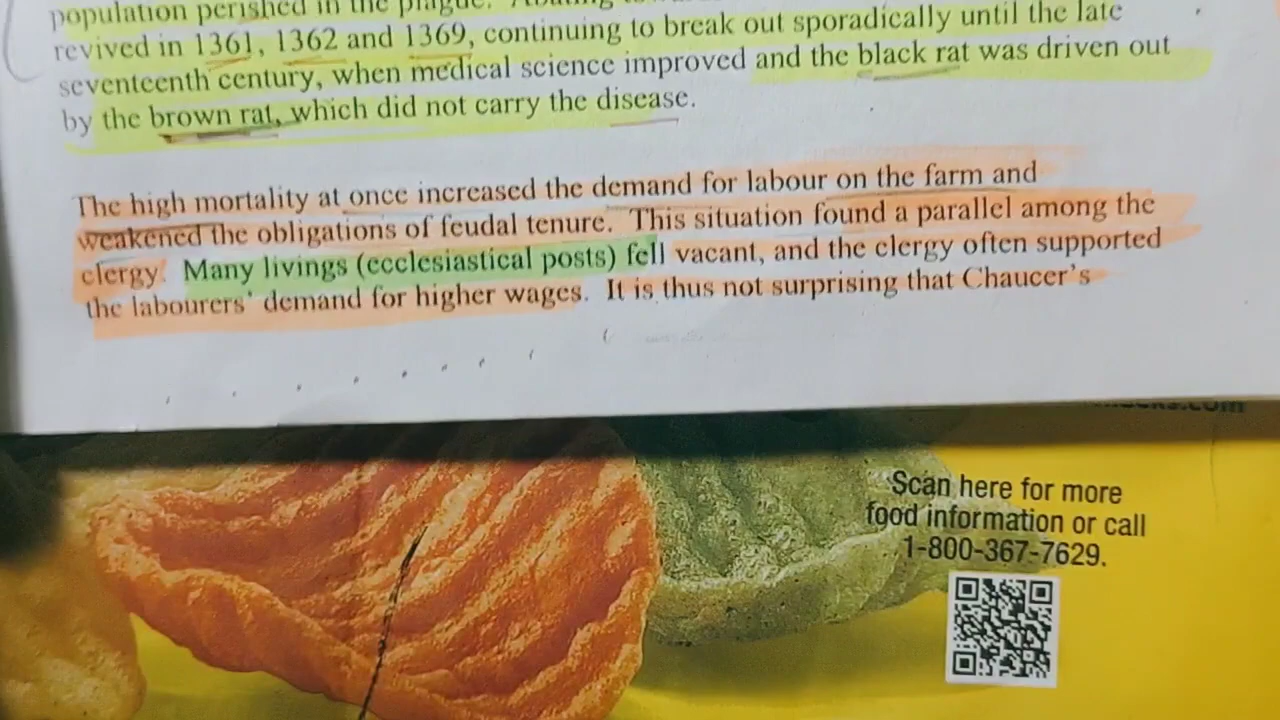 population perished in the plague.
revived in 1361, 1362 and 1369, continuing to break out sporadically until the late
seventeenth century, when medical science improved and the black rat was driven out
by the brown rat, which did not carry the disease.
The high mortality at once increased the demand for labour on the farm and
weakened the obligations of feudal tenure. This situation found a parallel among the
clergy. Many livings (ecclesiastical posts) fell vacant, and the clergy often supported
the labourers' demand for higher wages. It is thus not surprising that Chaucer's
Scan here for more
food information or call
1-800-367-7629.